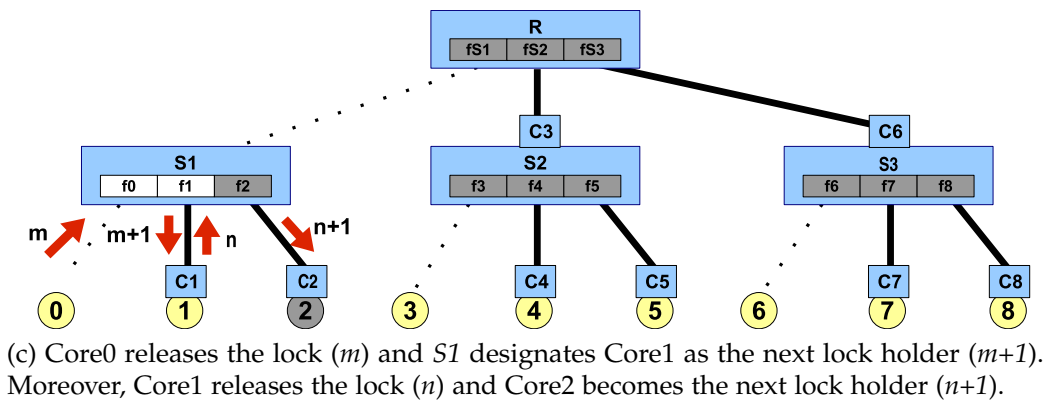 R
fS1 fS2 fS3
C3 C6
S1 S2 S3
f0 f1 f2 f3 f4 f5 f6 f7 f8
m m+1 n n+1
C1 C2 C4 C5 C7 C8
0 1 2 3 4 5 6 7 8
(c) Core0 releases the lock (m) and S1 designates Core1 as the next lock holder (m+1).
Moreover, Core1 releases the lock (n) and Core2 becomes the next lock holder (n+1).